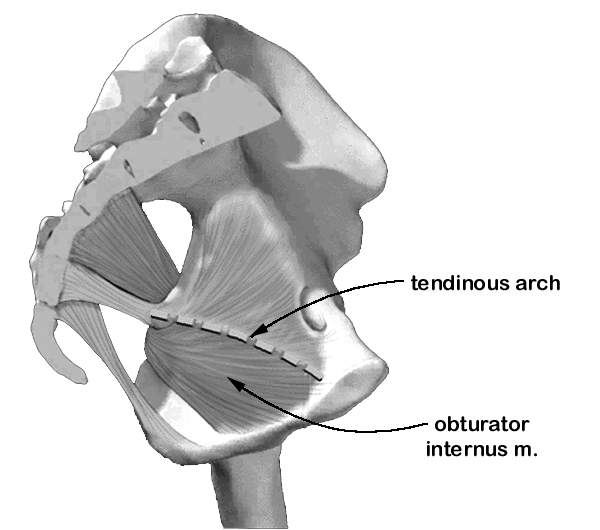 tendinous arch
obturator
internus m.